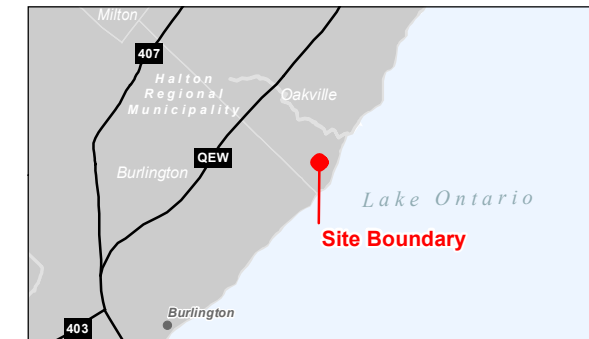 Milton
407
Halton
Regional
Municipality
Oakville
QEW
Burlington
Lake Ontario
Site Boundary
Burlington
403